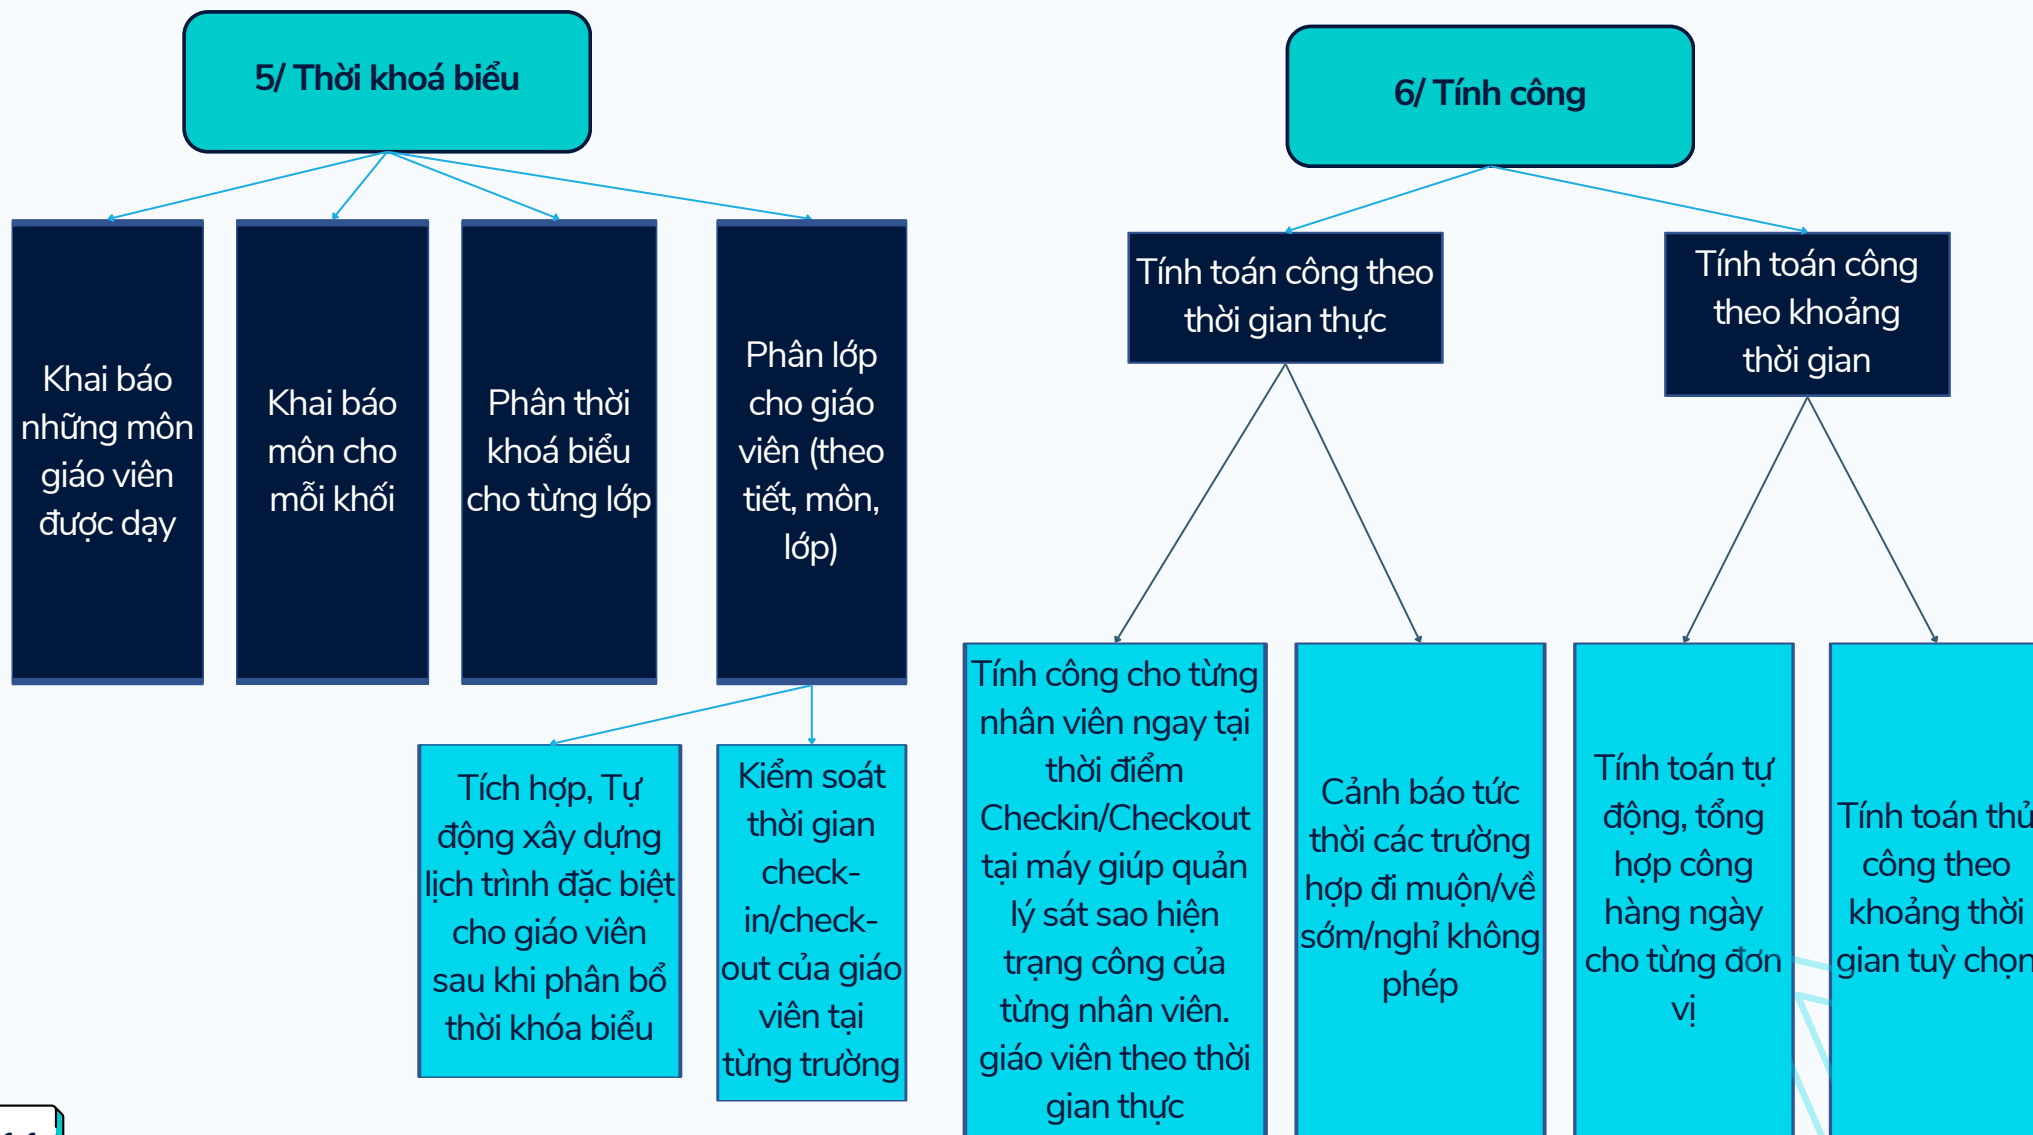 5/ Thời khoá biểu
Khai báo
những môn
giáo viên
được dạy
Khai báo
môn cho
mỗi khối
Phân thời
khoá biểu
cho từng lớp
Phân lớp
cho giáo
viên (theo
tiết, môn,
lớp)
Tích hợp, Tự
động xây dựng
lịch trình đặc biệt
cho giáo viên
sau khi phân bổ
thời khóa biểu
Kiểm soát
thời gian
check-
in/check-
out của giáo
viên tại
từng trường
6/ Tính công
Tính toán công theo
thời gian thực
Tính toán công
theo khoảng
thời gian
Tính công cho từng
nhân viên ngay tại
thời điểm
Checkin/Checkout
tại máy giúp quản
lý sát sao hiện
trạng công của
từng nhân viên.
giáo viên theo thời
gian thực
Cảnh báo tức
thời các trường
hợp đi muộn/về
sớm/nghỉ không
phép
Tính toán tự
động, tổng
hợp công
hàng ngày
cho từng đơn
vị
Tính toán thủ
công theo
khoảng thời
gian tuỳ chọn